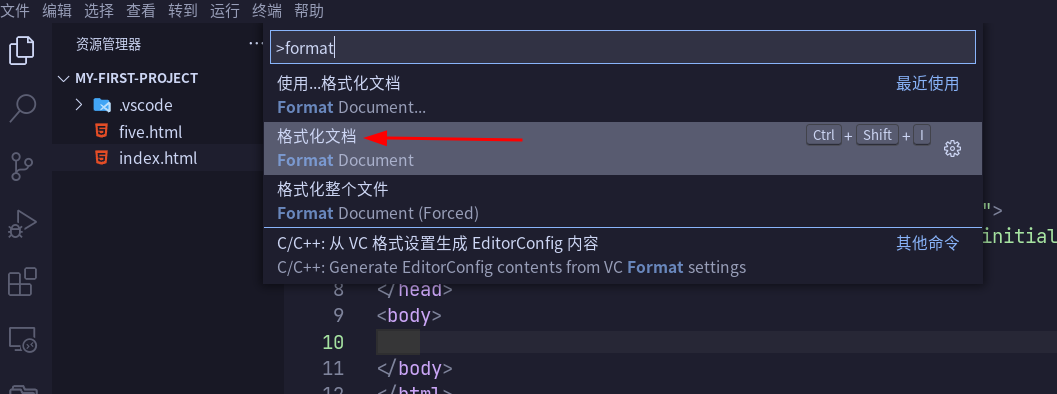 文件 编辑 选择 查看 转到 运行 终端 帮助
资源管理器 ···
MY-FIRST-PROJECT
.vscode
five.html
index.html
>format
使用...格式化文档 最近使用
Format Document...
格式化文档 Ctrl + Shift + I
Format Document
格式化整个文件
Format Document (Forced)
C/C++: 从 VC 格式设置生成 EditorConfig 内容 其他命令
C/C++: Generate EditorConfig contents from VC Format settings
">
initial
8 </head>
9 <body>
10
11 </body>
12 </html>